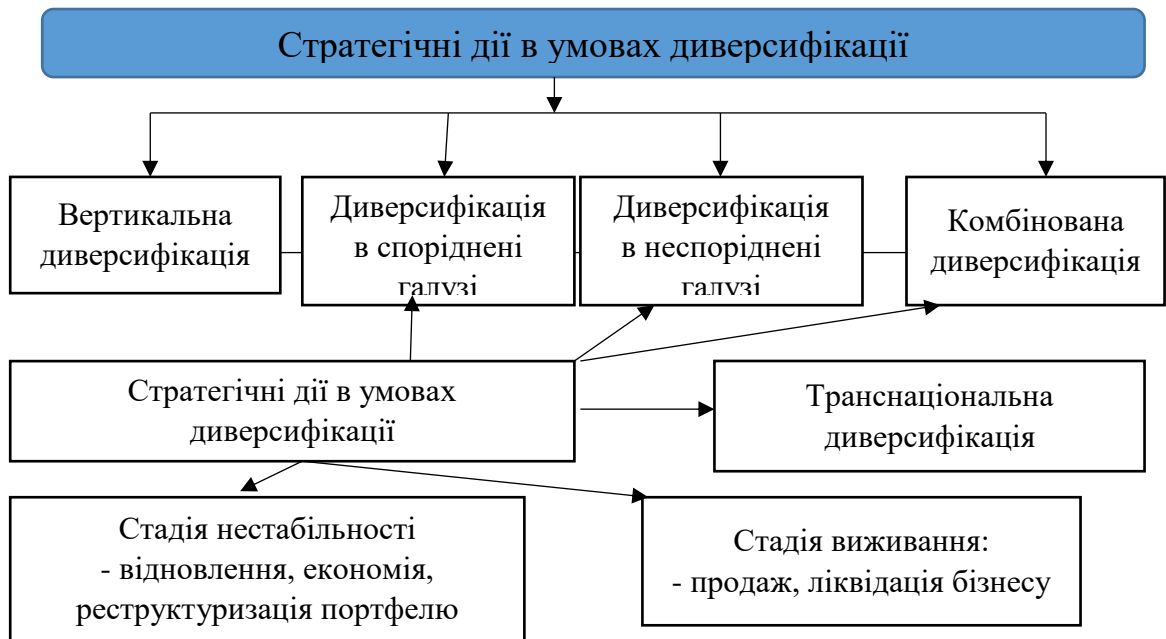 Стратегічні дії в умовах диверсифікації
Вертикальна
диверсифікація
Диверсифікація
в споріднені
галузі
Диверсифікація
в неспоріднені
галузі
Комбінована
диверсифікація
Стратегічні дії в умовах
диверсифікації
Транснаціональна
диверсифікація
Стадія нестабільності
- відновлення, економія,
реструктуризація портфелю
Стадія виживання:
- продаж, ліквідація бізнесу